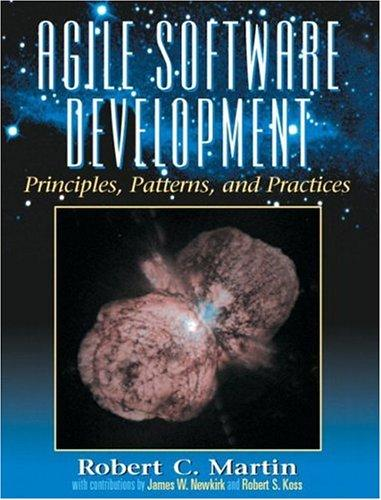 AGILE SOFTWARE
DEVELOPMENT
Principles, Patterns, and Practices
Robert C. Martin
with contributions by James W. Newkirk and Robert S. Koss